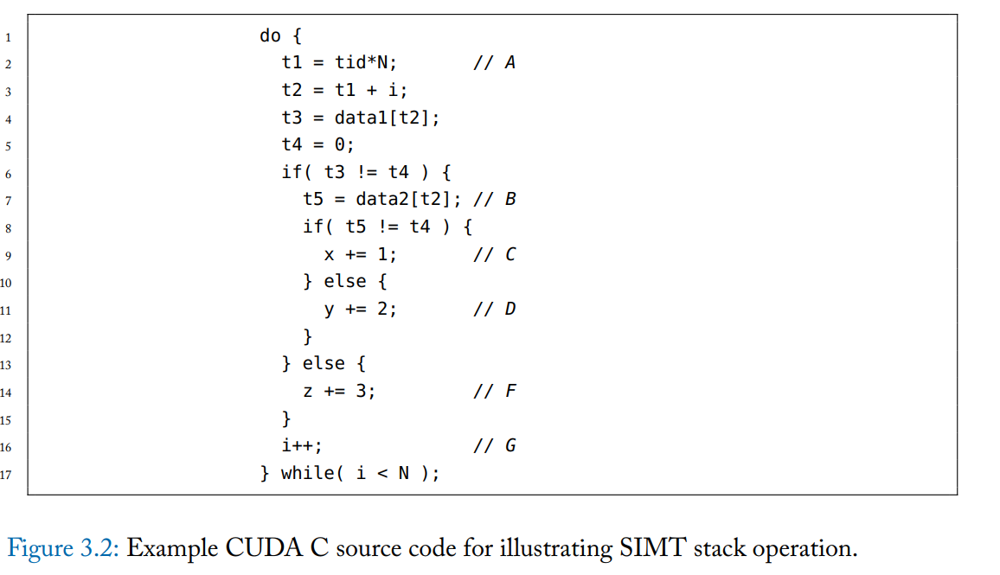 1 do {
2 t1 = tid*N; // A
3 t2 = t1 + i;
4 t3 = data1[t2];
5 t4 = 0;
6 if( t3 != t4 ) {
7 t5 = data2[t2]; // B
8 if( t5 != t4 ) {
9 x += 1; // C
10 } else {
11 y += 2; // D
12 }
13 } else {
14 z += 3; // F
15 }
16 i++; // G
17 } while( i < N );
Figure 3.2: Example CUDA C source code for illustrating SIMT stack operation.